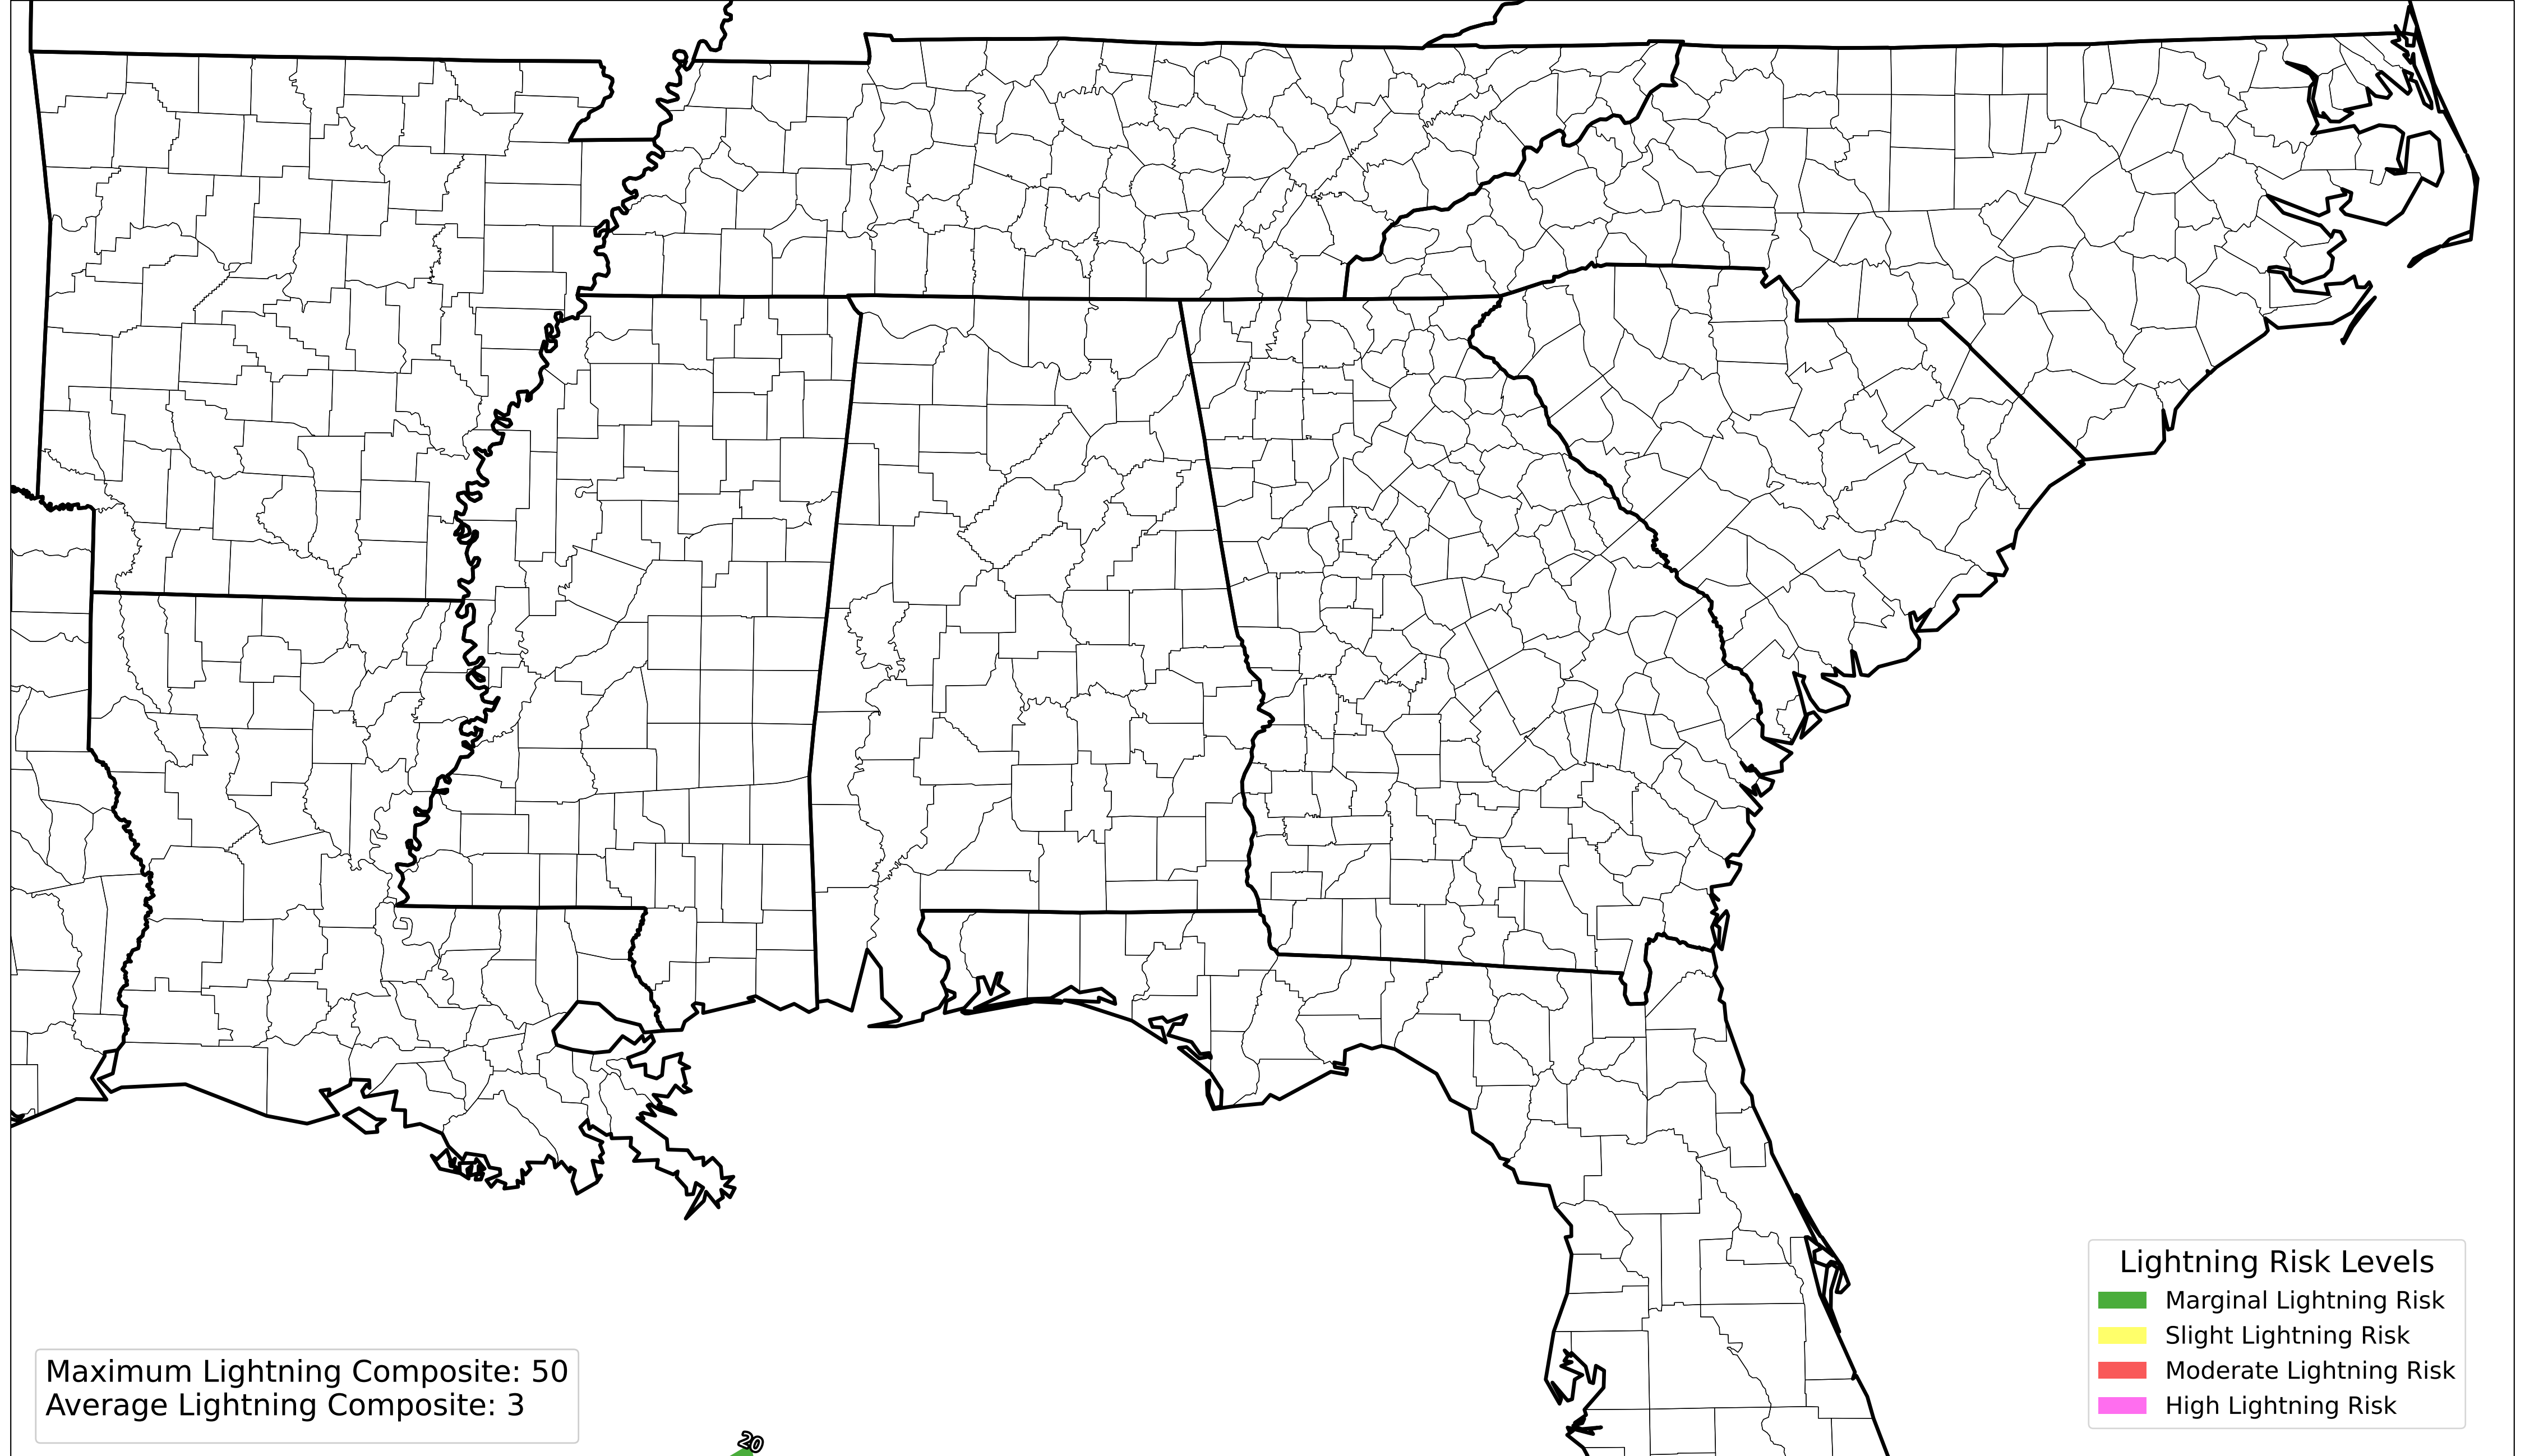 Lightning Risk Levels
Marginal Lightning Risk
Slight Lightning Risk
Moderate Lightning Risk
High Lightning Risk
Maximum Lightning Composite: 50
Average Lightning Composite: 3
20